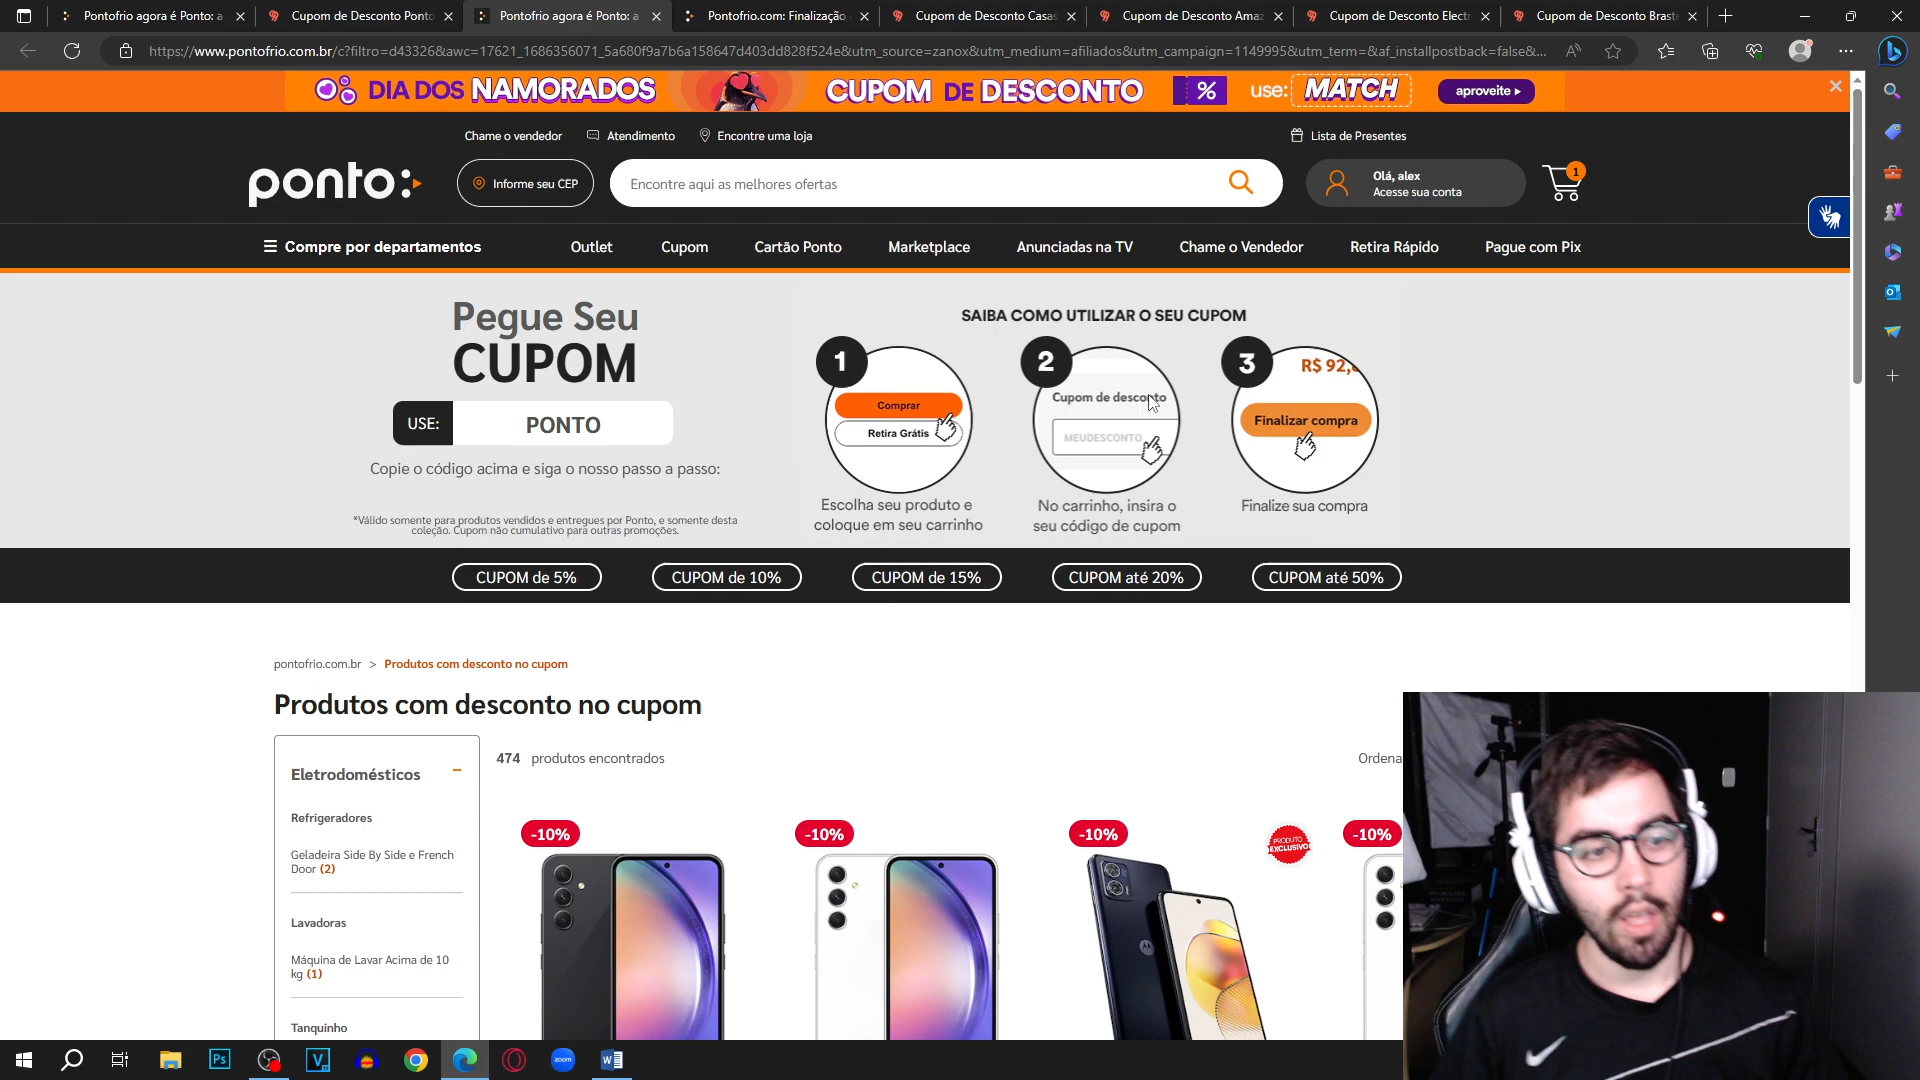 Pontofrio agora é Ponto: a
Cupom de Desconto Ponto
Pontofrio agora é Ponto: a
Pontofrio.com: Finalização
Cupom de Desconto Casas
Cupom de Desconto Amaz
Cupom de Desconto Electr
Cupom de Desconto Braste
https://www.pontofrio.com.br/c?filtro=d43326&awc=17621_1686356071_5a680f9a7b6a158647d403dd828f524e&utm_source=zanox&utm_medium=afiliados&utm_campaign=1149995&utm_term=&af_installpostback=false&...
DIA DOS NAMORADOS
CUPOM DE DESCONTO
%
use: MATCH
aproveite
Chame o vendedor
Atendimento
Encontre uma loja
Lista de Presentes
ponto:
Informe seu CEP
Encontre aqui as melhores ofertas
Olá, alex
Acesse sua conta
1
Compre por departamentos
Outlet
Cupom
Cartão Ponto
Marketplace
Anunciadas na TV
Chame o Vendedor
Retira Rápido
Pague com Pix
Pegue Seu
CUPOM
USE: PONTO
Copie o código acima e siga o nosso passo a passo:
*Válido somente para produtos vendidos e entregues por Ponto, e somente desta
coleção. Cupom não cumulativo para outras promoções.
SAIBA COMO UTILIZAR O SEU CUPOM
1
Comprar
Retira Grátis
Escolha seu produto e
coloque em seu carrinho
2
Cupom de desconto
MEUDESCONTO
No carrinho, insira o
seu código de cupom
3
R$ 92,
Finalizar compra
Finalize sua compra
CUPOM de 5%
CUPOM de 10%
CUPOM de 15%
CUPOM até 20%
CUPOM até 50%
pontofrio.com.br > Produtos com desconto no cupom
Produtos com desconto no cupom
474 produtos encontrados
Ordena
Eletrodomésticos
Refrigeradores
Geladeira Side By Side e French
Door (2)
Lavadoras
Máquina de Lavar Acima de 10
kg (1)
Tanquinho
-10%
-10%
-10%
PRODUTO
EXCLUSIVO
-10%
Ps
V
zoom